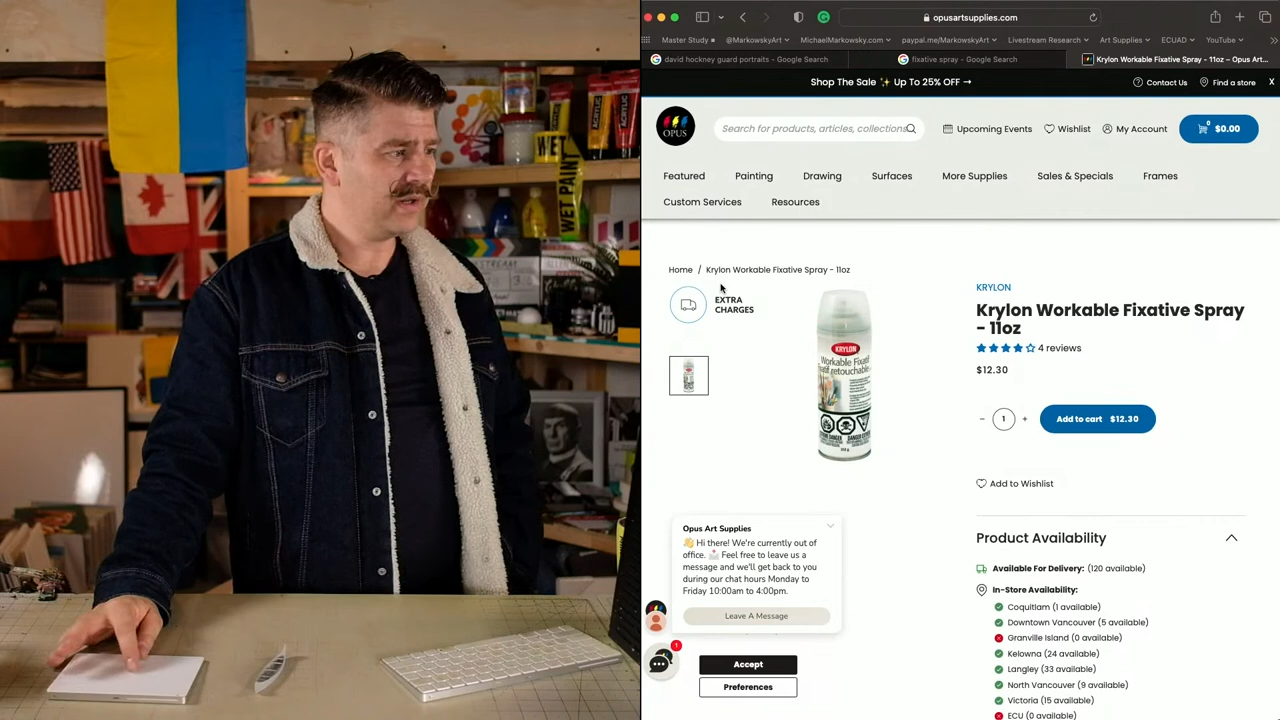 opusartsupplies.com
Master Study
@MarkowskyArt
MichaelMarkowsky.com
paypal.me/MarkowskyArt
Livestream Research
Art Supplies
ECUAD
YouTube
david hockney guard portraits - Google Search
fixative spray - Google Search
Krylon Workable Fixative Spray - 11oz – Opus Art...
Shop The Sale ✨ Up To 25% OFF →
Contact Us
Find a store
X
OPUS
Search for products, articles, collections
Upcoming Events
Wishlist
My Account
0
$0.00
Featured
Painting
Drawing
Surfaces
More Supplies
Sales & Specials
Frames
Custom Services
Resources
Home / Krylon Workable Fixative Spray - 11oz
EXTRA
CHARGES
KRYLON
Workable Fixatif
KRYLON
Krylon Workable Fixative Spray
- 11oz
4 reviews
$12.30
− 1 +
Add to cart $12.30
Add to Wishlist
Product Availability
Available For Delivery: (120 available)
In-Store Availability:
Coquitlam (1 available)
Downtown Vancouver (5 available)
Granville Island (0 available)
Kelowna (24 available)
Langley (33 available)
North Vancouver (9 available)
Victoria (15 available)
ECU (0 available)
Opus Art Supplies
👋 Hi there! We're currently out of
office. 📩 Feel free to leave us a
message and we'll get back to you
during our chat hours Monday to
Friday 10:00am to 4:00pm.
Leave A Message
1
Accept
Preferences
WET
PAINT
WET PAINT
ACRYLIC
ACRYLIC